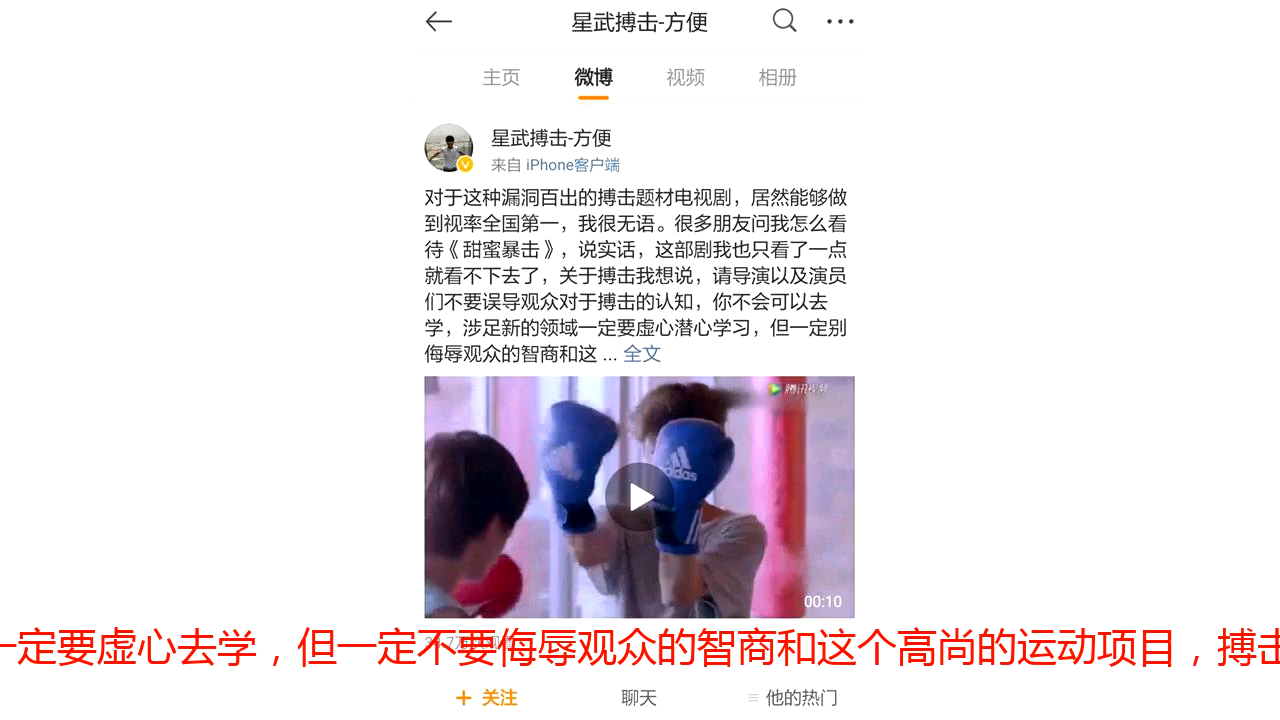 星武搏击-方便
主页 微博 视频 相册
星武搏击-方便
来自 iPhone客户端
对于这种漏洞百出的搏击题材电视剧，居然能够做
到视率全国第一，我很无语。很多朋友问我怎么看
待《甜蜜暴击》，说实话，这部剧我也只看了一点
就看不下去了，关于搏击我想说，请导演以及演员
们不要误导观众对于搏击的认知，你不会可以去
学，涉足新的领域一定要虚心潜心学习，但一定别
侮辱观众的智商和这 ... 全文
腾讯视频
adidas
00:10
一定要虚心去学，但一定不要侮辱观众的智商和这个高尚的运动项目，搏击
+ 关注 聊天 他的热门